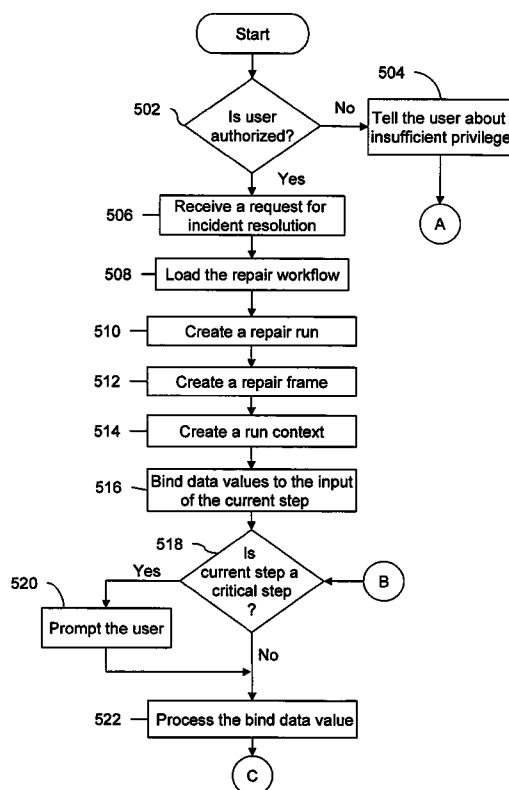 Start
504
502
Is user
authorized?
No
Tell the user about
insufficient privilege
Yes
A
506
Receive a request for
incident resolution
508
Load the repair workflow
510
Create a repair run
512
Create a repair frame
514
Create a run context
516
Bind data values to the input
of the current step
518
Is
current step a
critical step
?
B
Yes
520
Prompt the user
No
522
Process the bind data value
C